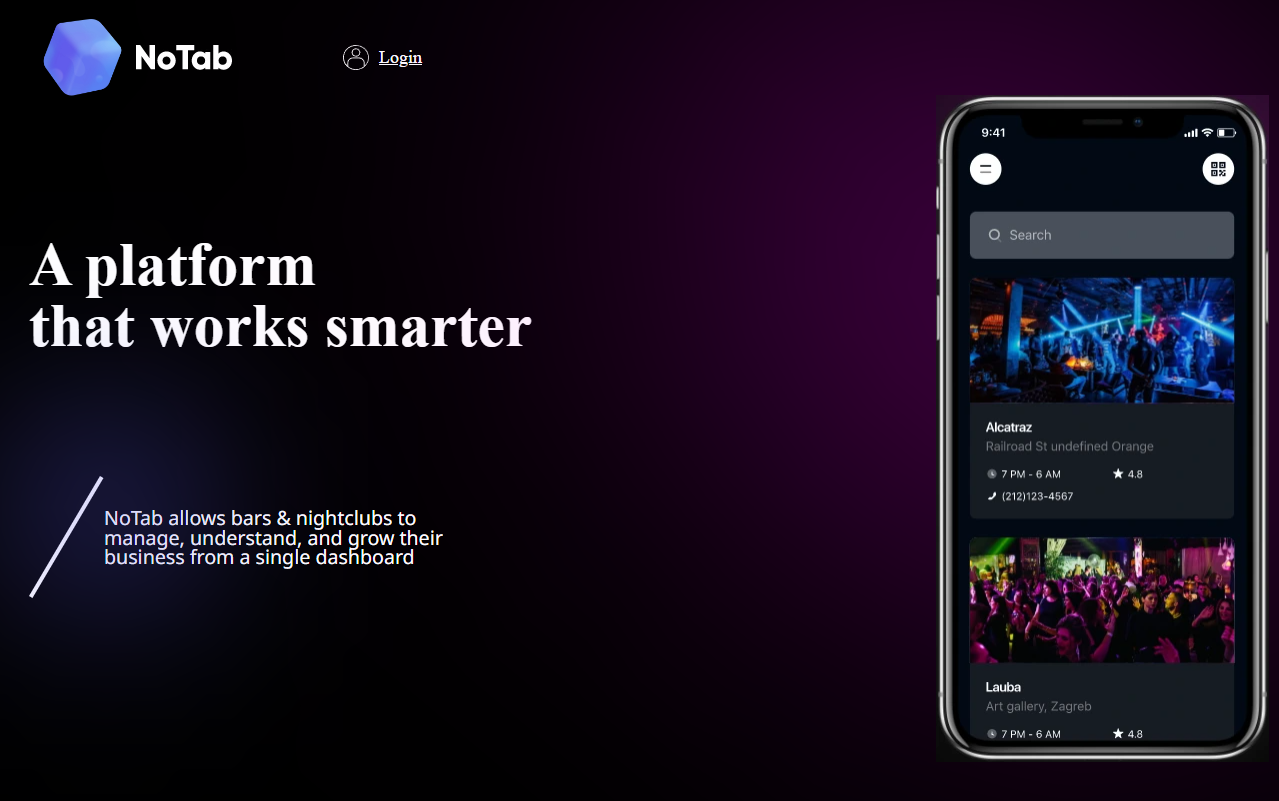 NoTab
Login
A platform
that works smarter
NoTab allows bars & nightclubs to
manage, understand, and grow their
business from a single dashboard
9:41
Search
Alcatraz
Railroad St undefined Orange
7 PM - 6 AM
4.8
(212)123-4567
Lauba
Art gallery, Zagreb
7 PM - 6 AM
4.8